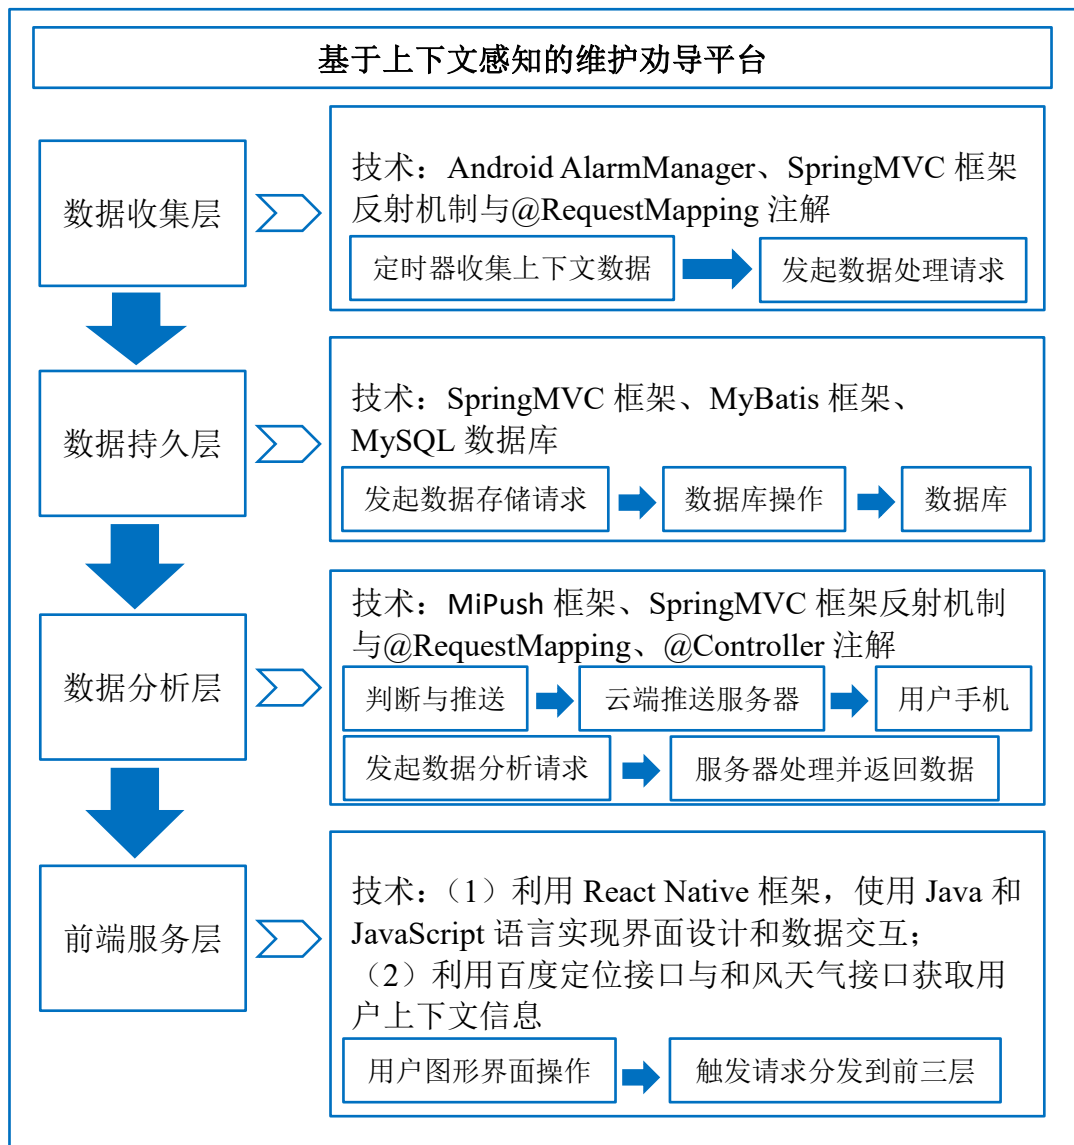 基于上下文感知的维护劝导平台
数据收集层
技术：Android AlarmManager、SpringMVC 框架
反射机制与@RequestMapping 注解
定时器收集上下文数据
发起数据处理请求
数据持久层
技术：SpringMVC 框架、MyBatis 框架、
MySQL 数据库
发起数据存储请求
数据库操作
数据库
数据分析层
技术：MiPush 框架、SpringMVC 框架反射机制
与@RequestMapping、@Controller 注解
判断与推送
云端推送服务器
用户手机
发起数据分析请求
服务器处理并返回数据
前端服务层
技术：（1）利用 React Native 框架，使用 Java 和
JavaScript 语言实现界面设计和数据交互；
（2）利用百度定位接口与和风天气接口获取用
户上下文信息
用户图形界面操作
触发请求分发到前三层